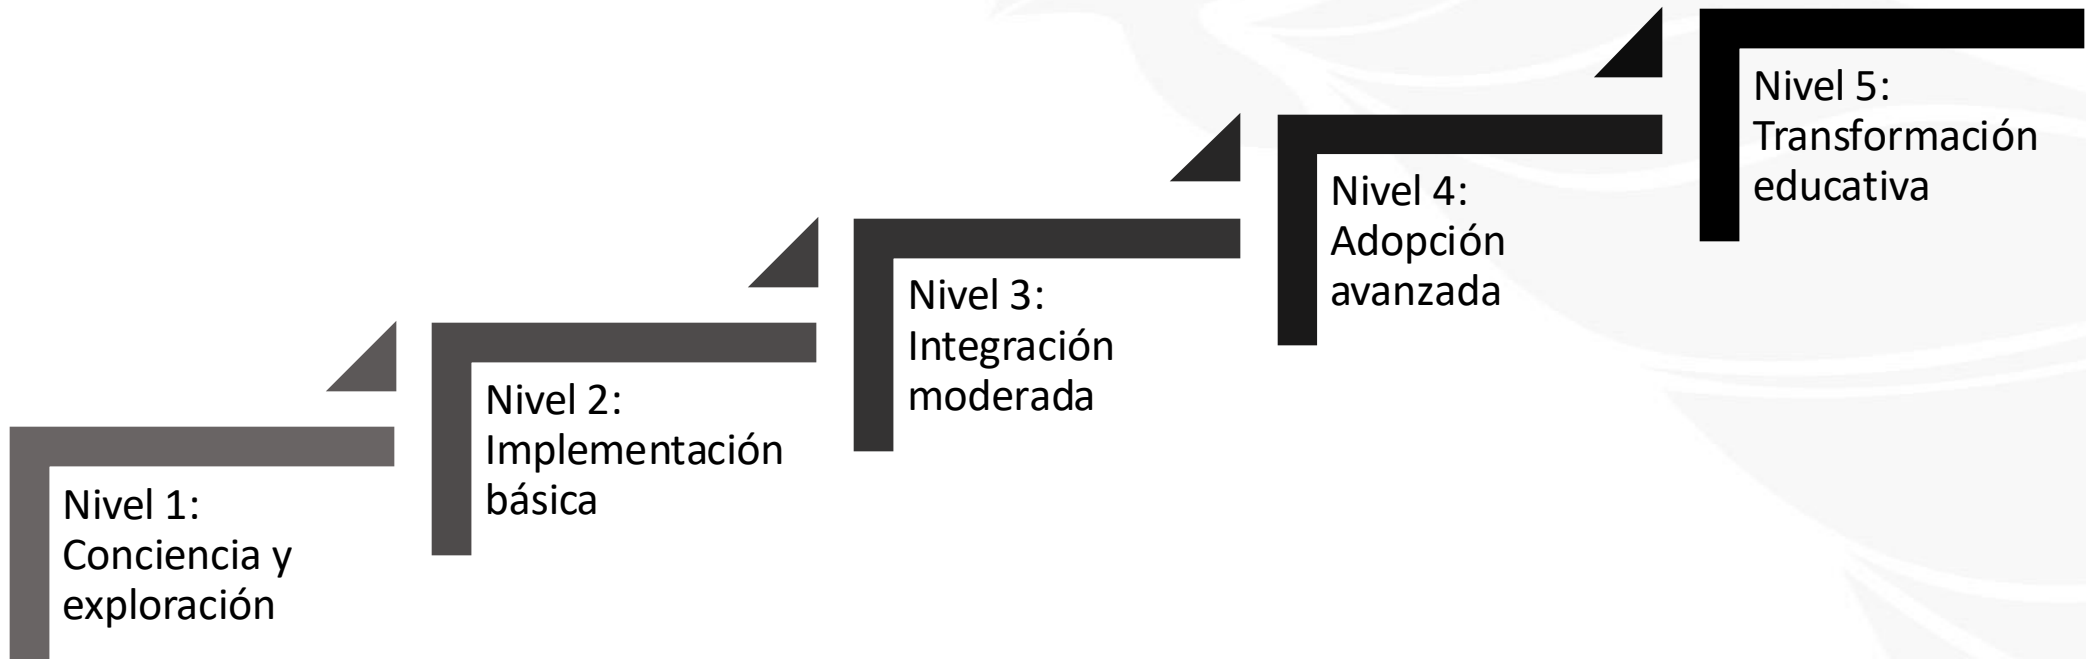 Nivel 1:
Conciencia y
exploración
Nivel 2:
Implementación
básica
Nivel 3:
Integración
moderada
Nivel 4:
Adopción
avanzada
Nivel 5:
Transformación
educativa